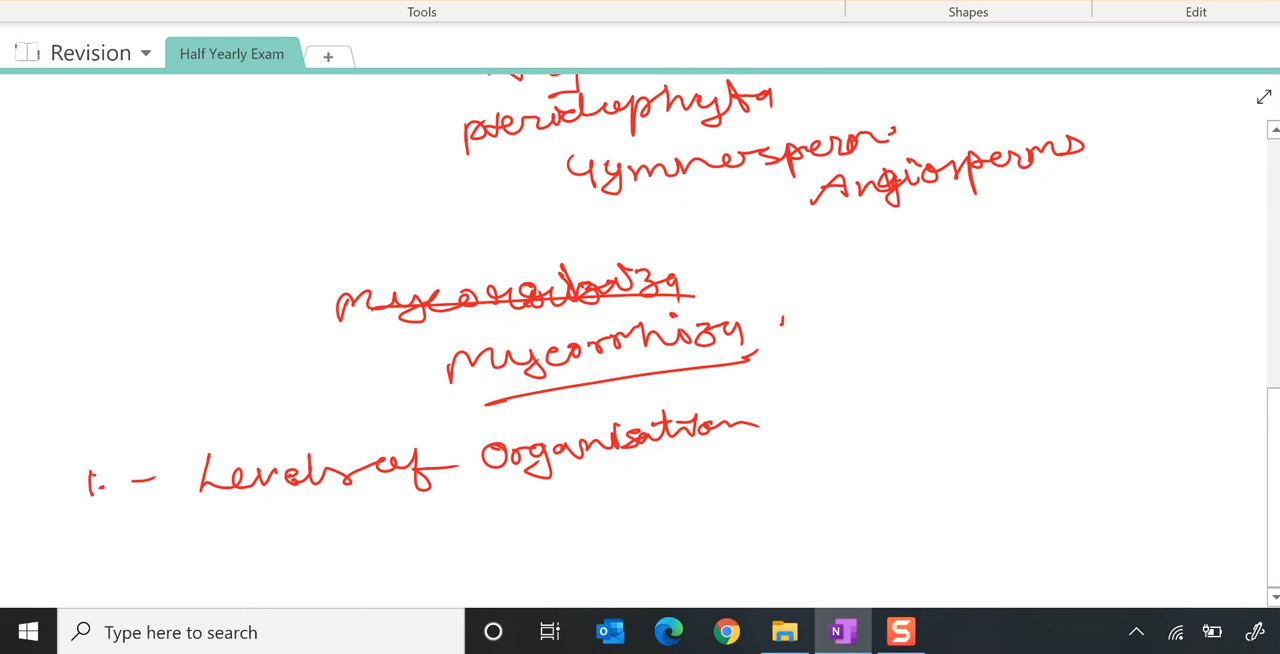 Tools Shapes Edit
Revision Half Yearly Exam +
pteridophyta
Gymnosperm
Angiosperms
Mycorrhiza
1. - Levels of Organisation
Type here to search